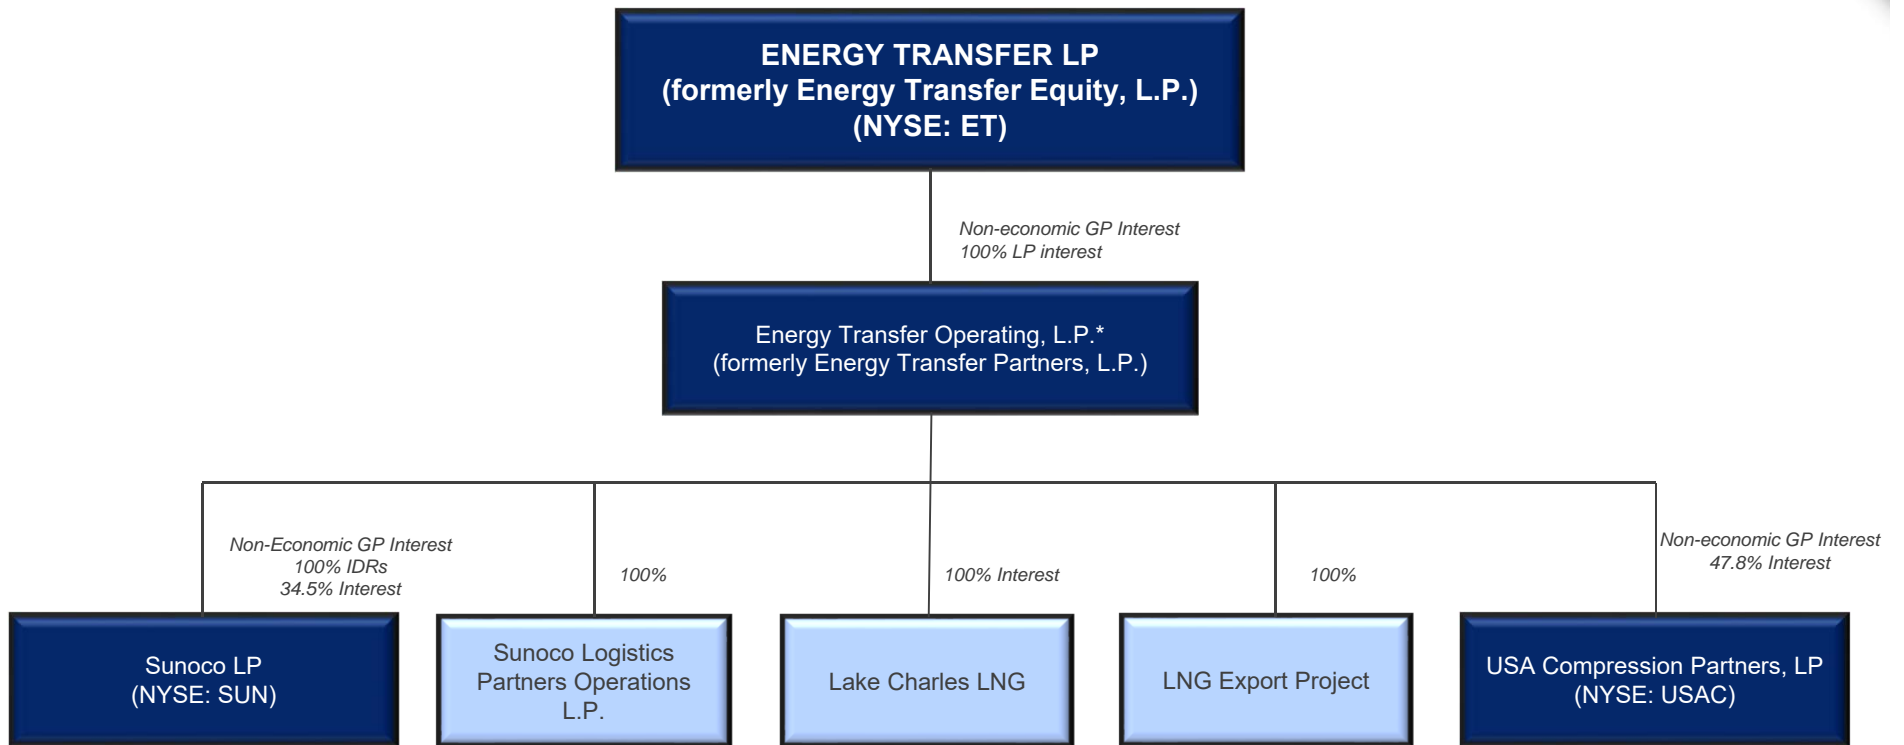 ENERGY TRANSFER LP
(formerly Energy Transfer Equity, L.P.)
(NYSE: ET)
Non-economic GP Interest
100% LP interest
Energy Transfer Operating, L.P.*
(formerly Energy Transfer Partners, L.P.)
Non-Economic GP Interest
100% IDRs
34.5% Interest
100%
100% Interest
100%
Non-economic GP Interest
47.8% Interest
Sunoco LP
(NYSE: SUN)
Sunoco Logistics
Partners Operations
L.P.
Lake Charles LNG
LNG Export Project
USA Compression Partners, LP
(NYSE: USAC)